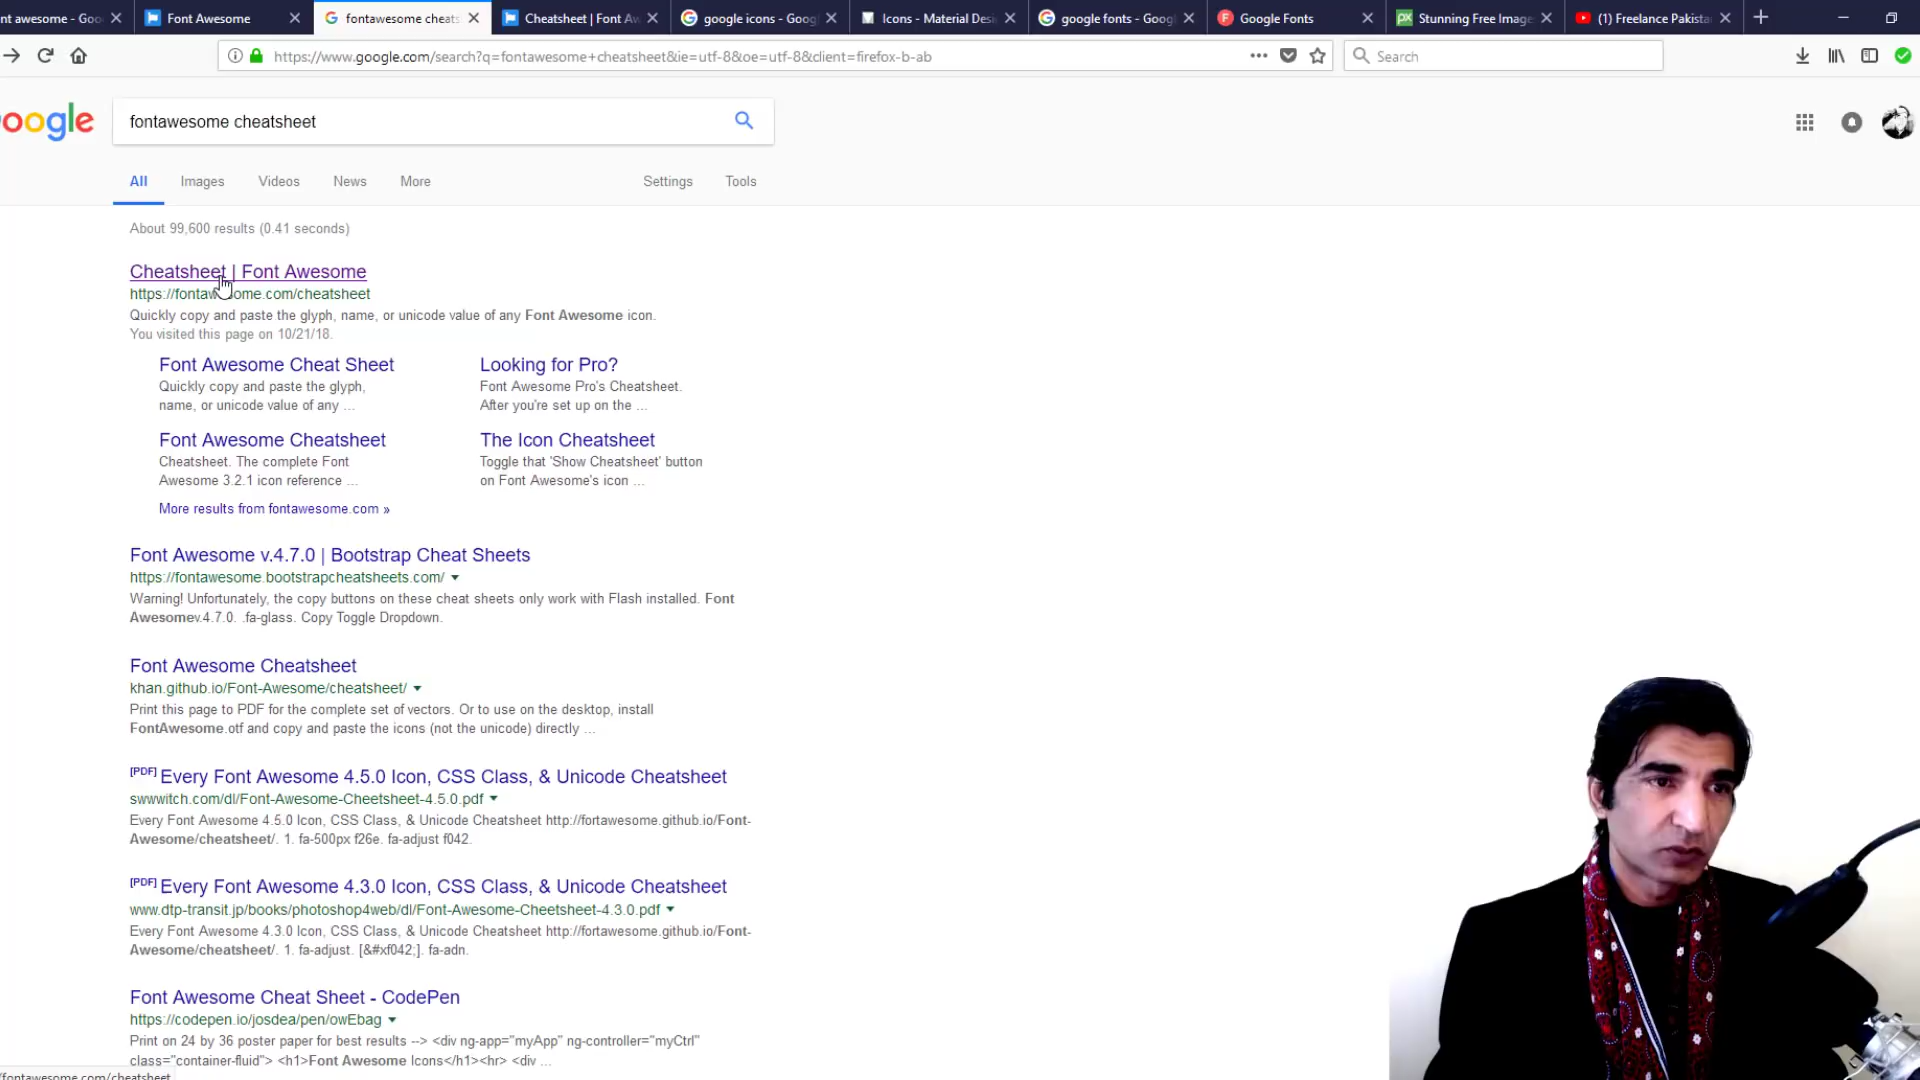 nt awesome - Goo
Font Awesome
fontawesome cheats
Cheatsheet | Font Aw
google icons - Goog
Icons - Material Desi
google fonts - Goog
Google Fonts
Stunning Free Image
(1) Freelance Pakista
https://www.google.com/search?q=fontawesome+cheatsheet&ie=utf-8&oe=utf-8&client=firefox-b-ab
Search
oogle
fontawesome cheatsheet
All
Images
Videos
News
More
Settings
Tools
About 99,600 results (0.41 seconds)
Cheatsheet | Font Awesome
https://fontawesome.com/cheatsheet
Quickly copy and paste the glyph, name, or unicode value of any Font Awesome icon.
You visited this page on 10/21/18.
Font Awesome Cheat Sheet
Quickly copy and paste the glyph,
name, or unicode value of any ...
Looking for Pro?
Font Awesome Pro's Cheatsheet.
After you're set up on the ...
Font Awesome Cheatsheet
Cheatsheet. The complete Font
Awesome 3.2.1 icon reference ...
The Icon Cheatsheet
Toggle that 'Show Cheatsheet' button
on Font Awesome's icon ...
More results from fontawesome.com »
Font Awesome v.4.7.0 | Bootstrap Cheat Sheets
https://fontawesome.bootstrapcheatsheets.com/
Warning! Unfortunately, the copy buttons on these cheat sheets only work with Flash installed. Font
Awesomev.4.7.0. .fa-glass. Copy Toggle Dropdown.
Font Awesome Cheatsheet
khan.github.io/Font-Awesome/cheatsheet/
Print this page to PDF for the complete set of vectors. Or to use on the desktop, install
FontAwesome.otf and copy and paste the icons (not the unicode) directly ...
[PDF] Every Font Awesome 4.5.0 Icon, CSS Class, & Unicode Cheatsheet
swwwitch.com/dl/Font-Awesome-Cheetsheet-4.5.0.pdf
Every Font Awesome 4.5.0 Icon, CSS Class, & Unicode Cheatsheet http://fortawesome.github.io/Font-
Awesome/cheatsheet/. 1. fa-500px f26e. fa-adjust f042.
[PDF] Every Font Awesome 4.3.0 Icon, CSS Class, & Unicode Cheatsheet
www.dtp-transit.jp/books/photoshop4web/dl/Font-Awesome-Cheetsheet-4.3.0.pdf
Every Font Awesome 4.3.0 Icon, CSS Class, & Unicode Cheatsheet http://fortawesome.github.io/Font-
Awesome/cheatsheet/. 1. fa-adjust. [&#xf042;]. fa-adn.
Font Awesome Cheat Sheet - CodePen
https://codepen.io/josdea/pen/owEbag
Print on 24 by 36 poster paper for best results --> <div ng-app="myApp" ng-controller="myCtrl"
class="container-fluid"> <h1>Font Awesome Icons</h1><hr> <div ...
/fontawesome.com/cheatsheet